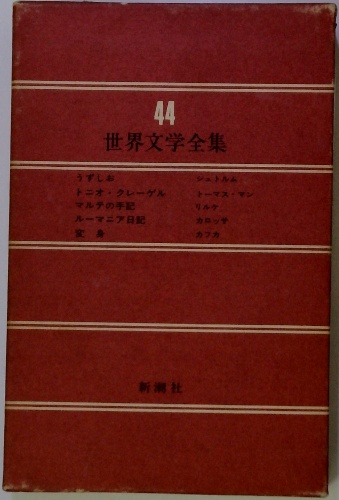 44
世界文学全集
うずしお シュトルム
トニオ・クレーゲル トーマス・マン
マルテの手記 リルケ
ルーマニア日記 カロッサ
変身 カフカ
新潮社